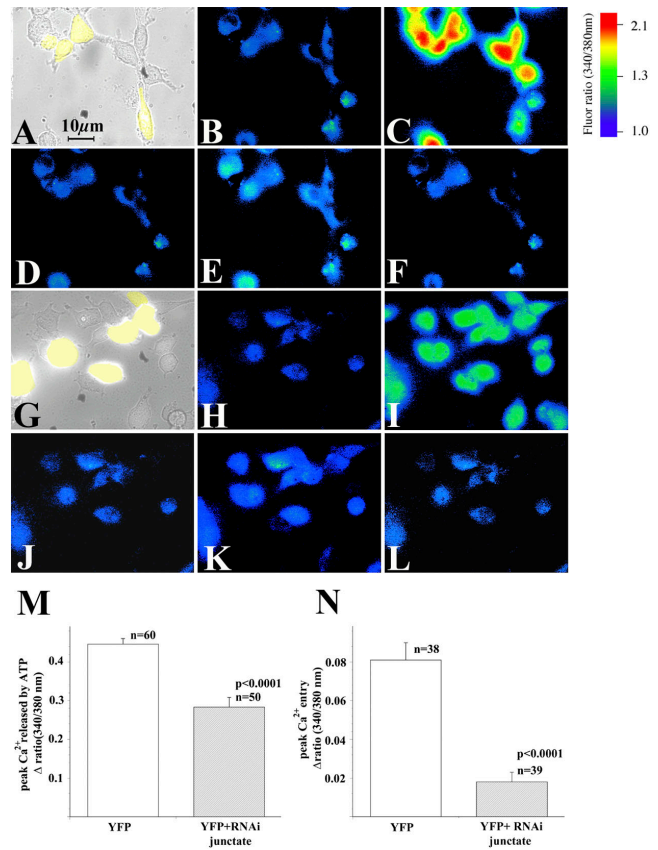 A
10µm
B
C
Fluor ratio (340/380nm)
2.1
1.3
1.0
D
E
F
G
H
I
J
K
L
M
peak Ca2+ released by ATP
Δ ratio(340/380 nm)
0.4
0.3
0.2
0.1
n=60
p<0.0001
n=50
YFP
YFP+RNAi
junctate
N
peak Ca2+ entry
Δratio (340/380 nm)
0.08
0.06
0.04
0.02
n=38
p<0.0001
n=39
YFP
YFP+ RNAi
junctate